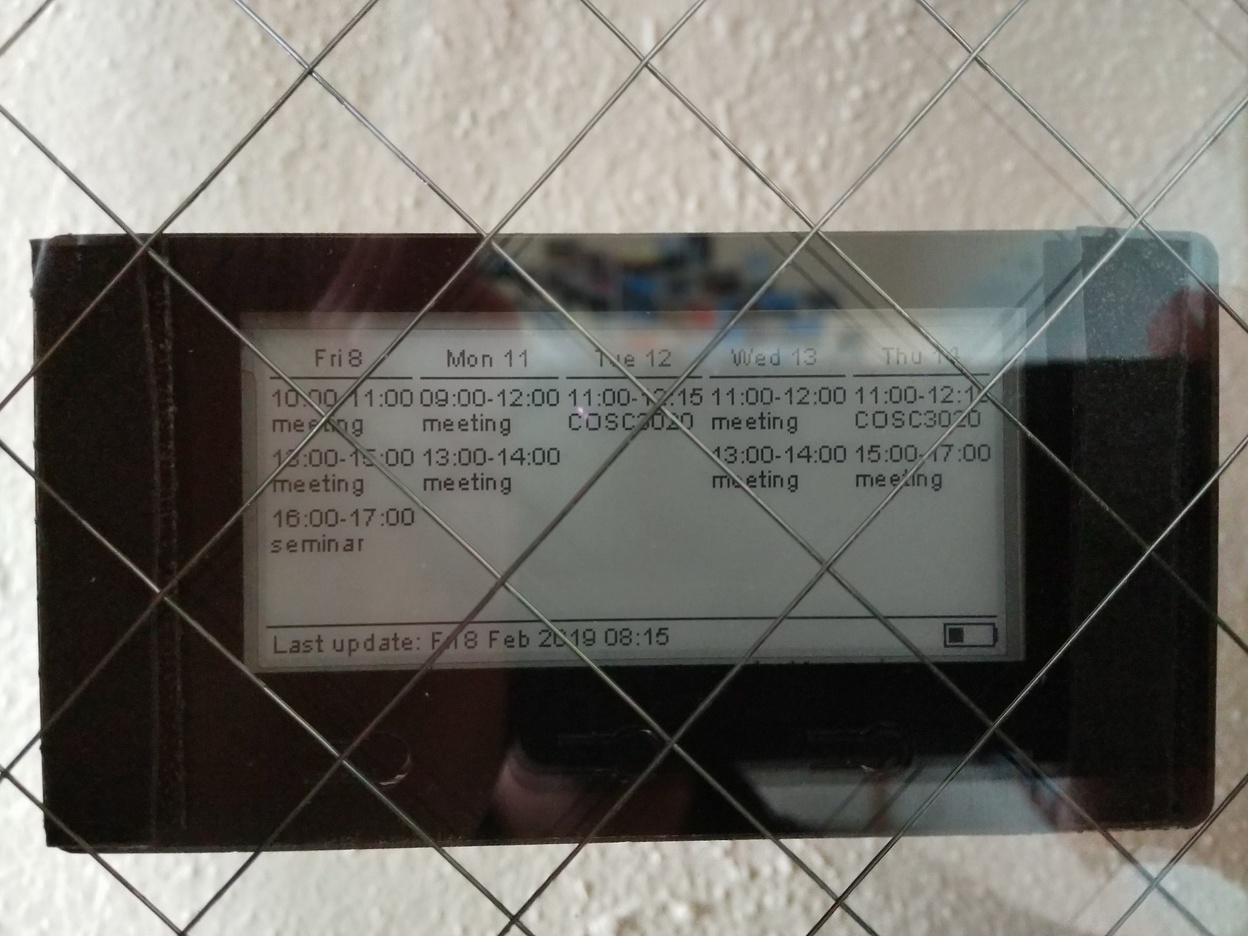 Fri 8
10:00-11:00
meeting
13:00-15:00
meeting
16:00-17:00
seminar
Mon 11
09:00-12:00
meeting
13:00-14:00
meeting
Tue 12
11:00-12:15
COSC3020
Wed 13
11:00-12:00
meeting
13:00-14:00
meeting
Thu 14
11:00-12:1
COSC3020
15:00-17:00
meeting
Last update: Fri 8 Feb 2019 08:15